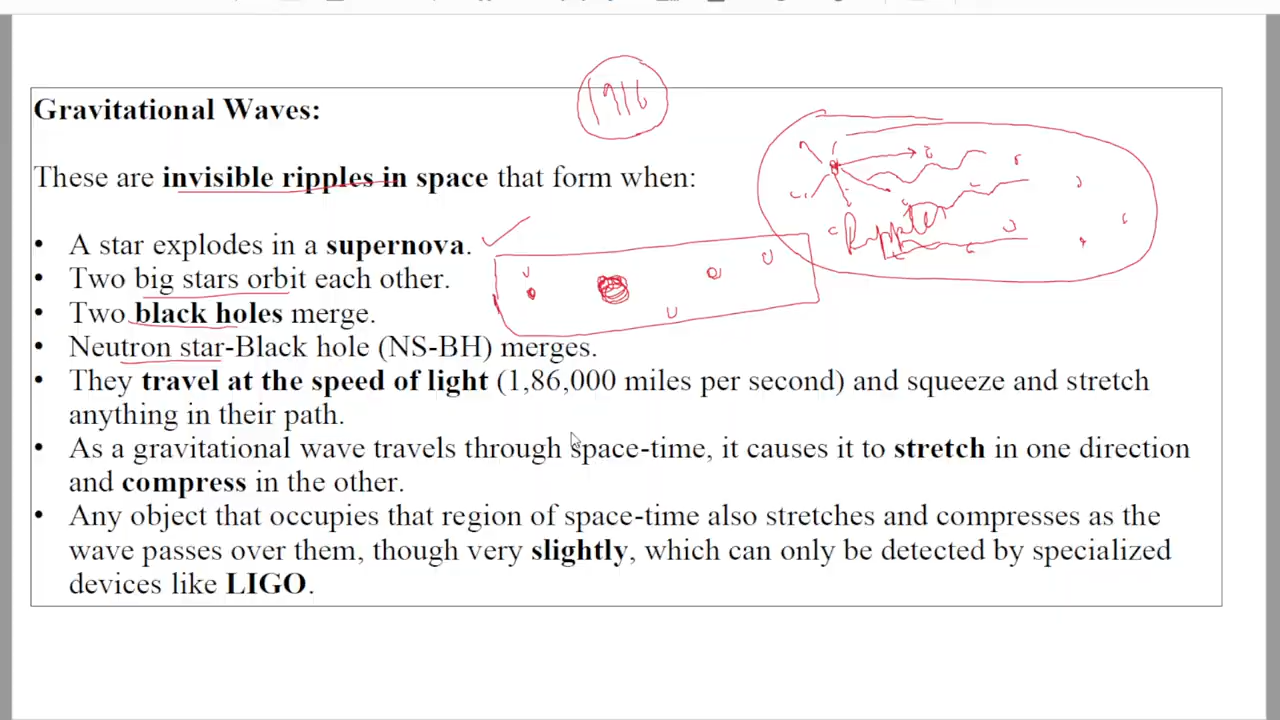 1916
Gravitational Waves:
These are invisible ripples in space that form when:
• A star explodes in a supernova.
• Two big stars orbit each other.
• Two black holes merge.
• Neutron star-Black hole (NS-BH) merges.
• They travel at the speed of light (1,86,000 miles per second) and squeeze and stretch
anything in their path.
• As a gravitational wave travels through space-time, it causes it to stretch in one direction
and compress in the other.
• Any object that occupies that region of space-time also stretches and compresses as the
wave passes over them, though very slightly, which can only be detected by specialized
devices like LIGO.